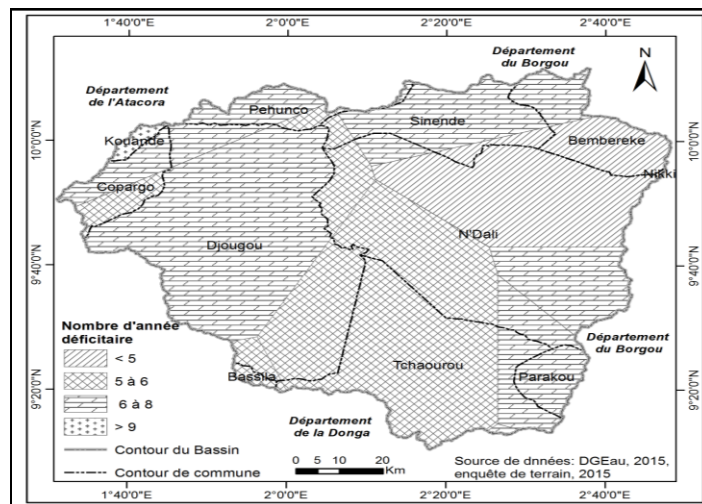 1°40'0"E 2°0'0"E 2°20'0"E 2°40'0"E
Département
du Borgou
N
Département
de l'Atacora
Pehunco
Sinende
Kouande
Bembereke
10°0'0"N
10°0'0"N
Nikki
Copargo
Djougou
N'Dali
9°40'0"N
9°40'0"N
Nombre d'année
déficitaire
< 5
5 à 6
6 à 8
> 9
Contour du Bassin
Contour de commune
Département
du Borgou
Tchaourou
Bassila
Parakou
9°20'0"N
9°20'0"N
Département
de la Donga
0 5 10 20
Km
Source de dnnées: DGEau, 2015,
enquête de terrain, 2015
1°40'0"E 2°0'0"E 2°20'0"E 2°40'0"E